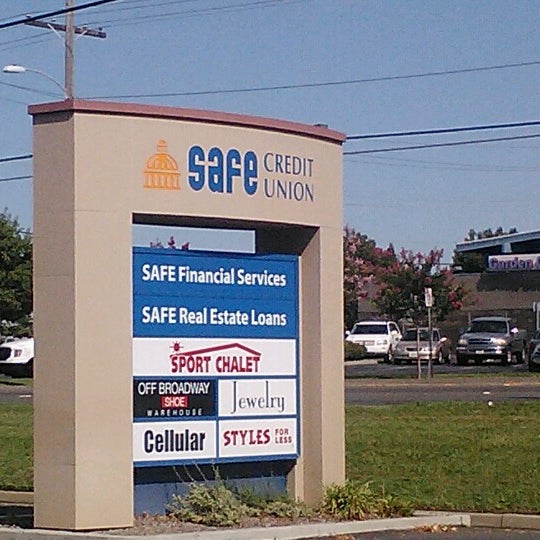 safe CREDIT
UNION
SAFE Financial Services
SAFE Real Estate Loans
SPORT CHALET
OFF BROADWAY
SHOE
WAREHOUSE
Jewelry
Cellular
STYLES FOR
LESS
Garden